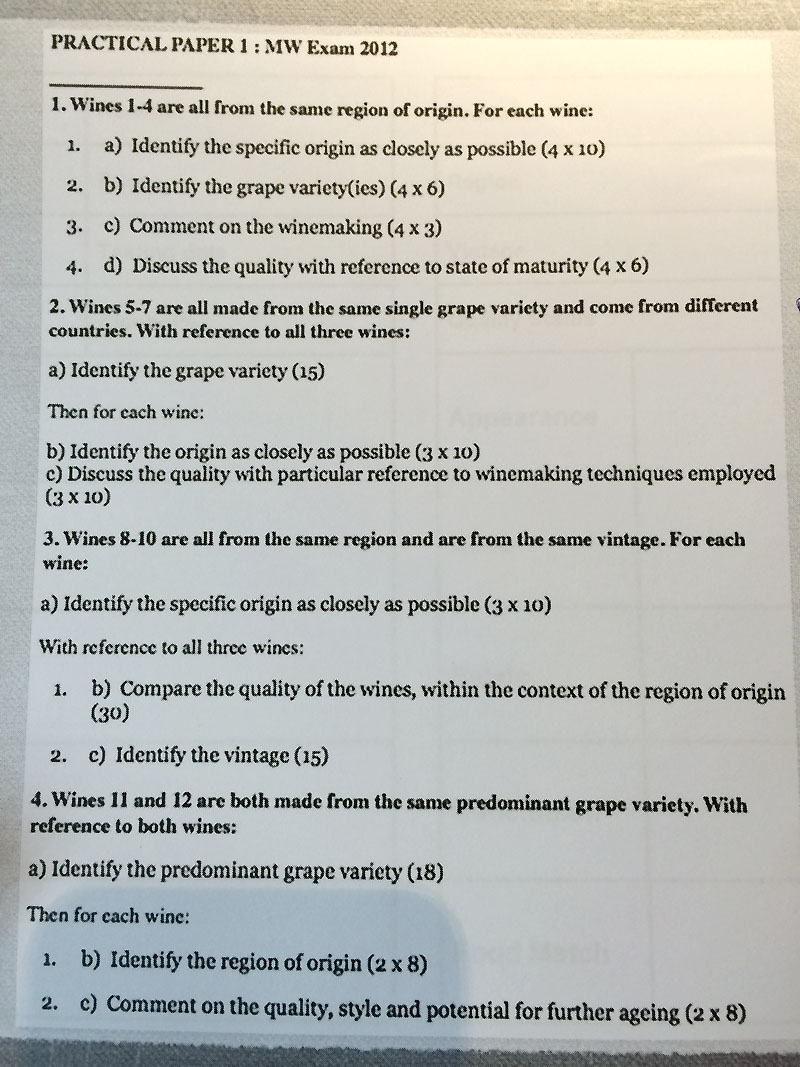 PRACTICAL PAPER 1 : MW Exam 2012
1. Wines 1-4 are all from the same region of origin. For each wine:
1. a) Identify the specific origin as closely as possible (4 x 10)
2. b) Identify the grape variety(ies) (4 x 6)
3. c) Comment on the winemaking (4 x 3)
4. d) Discuss the quality with reference to state of maturity (4 x 6)
2. Wines 5-7 are all made from the same single grape variety and come from different
countries. With reference to all three wines:
a) Identify the grape variety (15)
Then for each wine:
b) Identify the origin as closely as possible (3 x 10)
c) Discuss the quality with particular reference to winemaking techniques employed
(3 x 10)
3. Wines 8-10 are all from the same region and are from the same vintage. For each
wine:
a) Identify the specific origin as closely as possible (3 x 10)
With reference to all three wines:
1. b) Compare the quality of the wines, within the context of the region of origin
(30)
2. c) Identify the vintage (15)
4. Wines 11 and 12 are both made from the same predominant grape variety. With
reference to both wines:
a) Identify the predominant grape variety (18)
Then for each wine:
1. b) Identify the region of origin (2 x 8)
2. c) Comment on the quality, style and potential for further ageing (2 x 8)